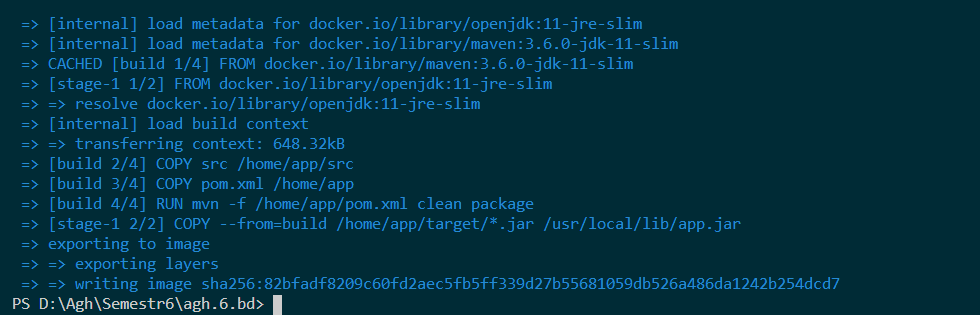 => [internal] load metadata for docker.io/library/openjdk:11-jre-slim
=> [internal] load metadata for docker.io/library/maven:3.6.0-jdk-11-slim
=> CACHED [build 1/4] FROM docker.io/library/maven:3.6.0-jdk-11-slim
=> [stage-1 1/2] FROM docker.io/library/openjdk:11-jre-slim
=> => resolve docker.io/library/openjdk:11-jre-slim
=> [internal] load build context
=> => transferring context: 648.32kB
=> [build 2/4] COPY src /home/app/src
=> [build 3/4] COPY pom.xml /home/app
=> [build 4/4] RUN mvn -f /home/app/pom.xml clean package
=> [stage-1 2/2] COPY --from=build /home/app/target/*.jar /usr/local/lib/app.jar
=> exporting to image
=> => exporting layers
=> => writing image sha256:82bfadf8209c60fd2aec5fb5ff339d27b55681059db526a486da1242b254dcd7
PS D:\Agh\Semestr6\agh.6.bd>